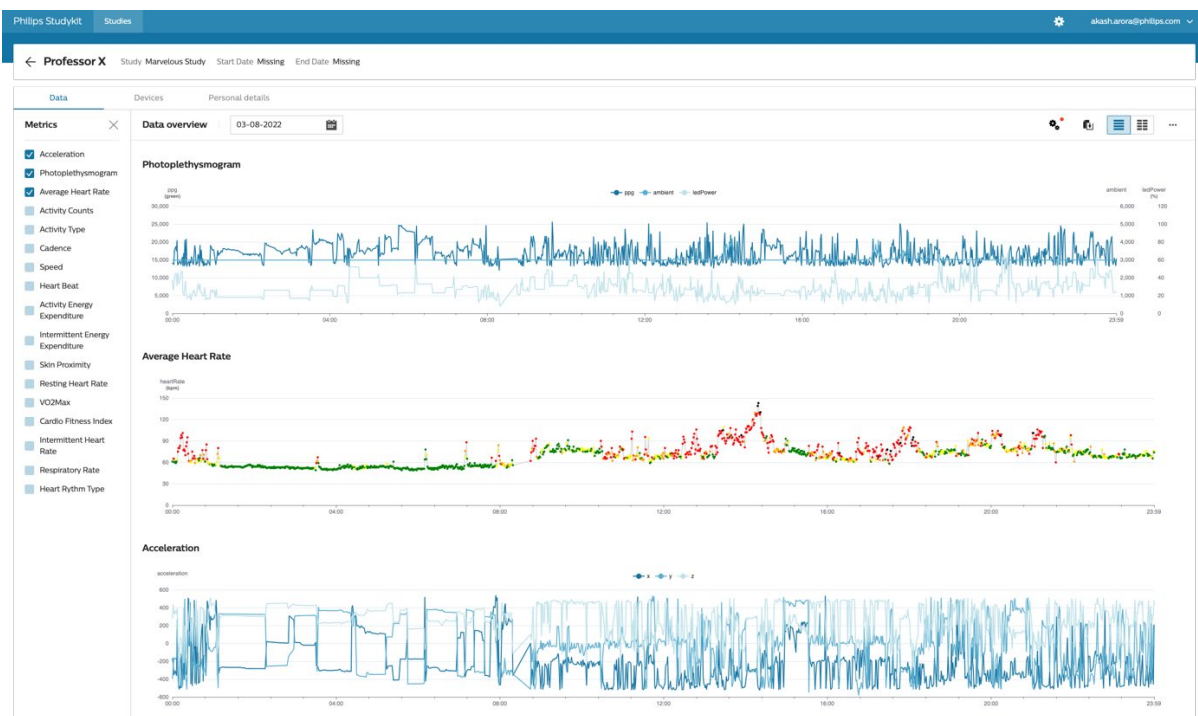 Philips Studykit Studies akash.arora@philips.com
Professor X Study Marvelous Study Start Date Missing End Date Missing
Data Devices Personal details
Metrics
Acceleration
Photoplethysmogram
Average Heart Rate
Activity Counts
Activity Type
Cadence
Speed
Heart Beat
Activity Energy
Expenditure
Intermittent Energy
Expenditure
Skin Proximity
Resting Heart Rate
VO2Max
Cardio Fitness Index
Intermittent Heart
Rate
Respiratory Rate
Heart Rythm Type
Data overview 03-08-2022
Photoplethysmogram
ppg ambient ledPower
ppg
(green)
ambient ledPower
(%)
30,000 6,000 120
25,000 5,000 100
20,000 4,000 80
15,000 3,000 60
10,000 2,000 40
5,000 1,000 20
0 0 0
00:00 04:00 08:00 12:00 16:00 20:00 23:59
Average Heart Rate
heartRate
(bpm)
150
120
90
60
30
0
00:00 04:00 08:00 12:00 16:00 20:00 23:59
Acceleration
acceleration x y z
600
400
200
0
-200
-400
-600
00:00 04:00 08:00 12:00 16:00 20:00 23:59